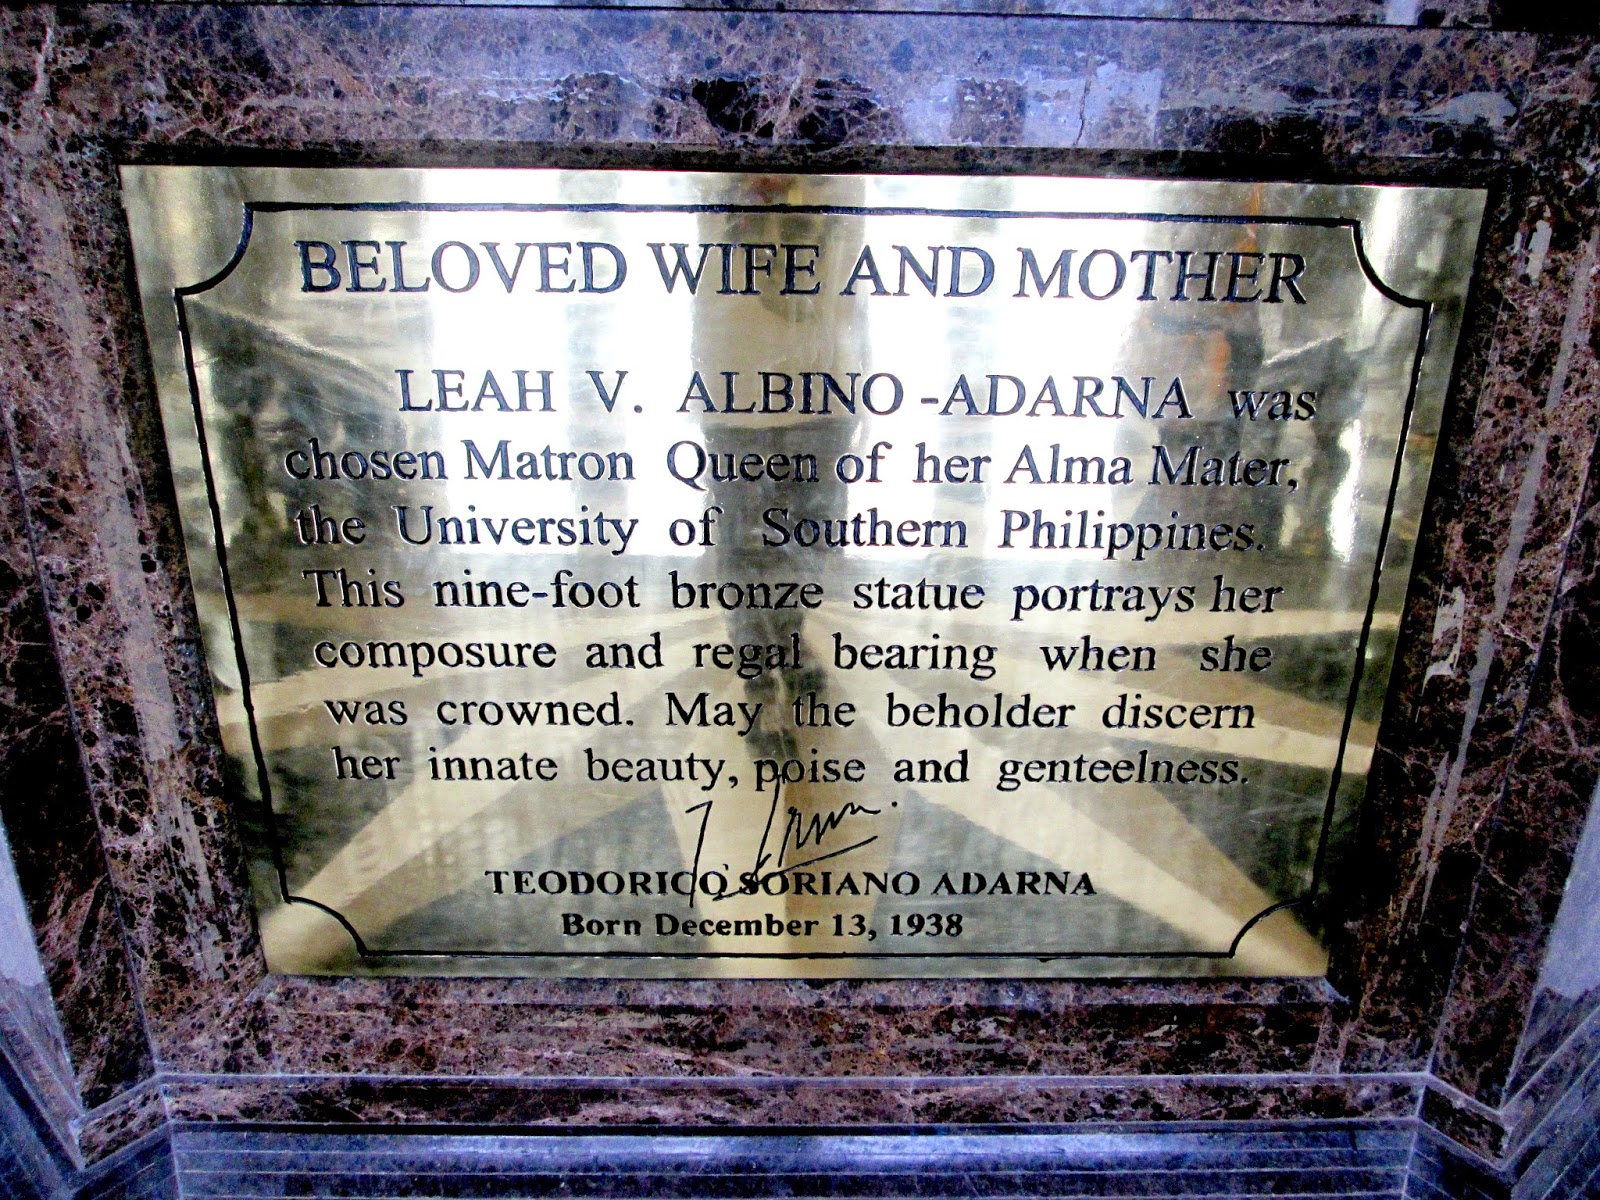 BELOVED WIFE AND MOTHER
LEAH V. ALBINO -ADARNA was
chosen Matron Queen of her Alma Mater,
the University of Southern Philippines.
This nine-foot bronze statue portrays her
composure and regal bearing when she
was crowned. May the beholder discern
her innate beauty, poise and genteelness.
TEODORICO SORIANO ADARNA
Born December 13, 1938